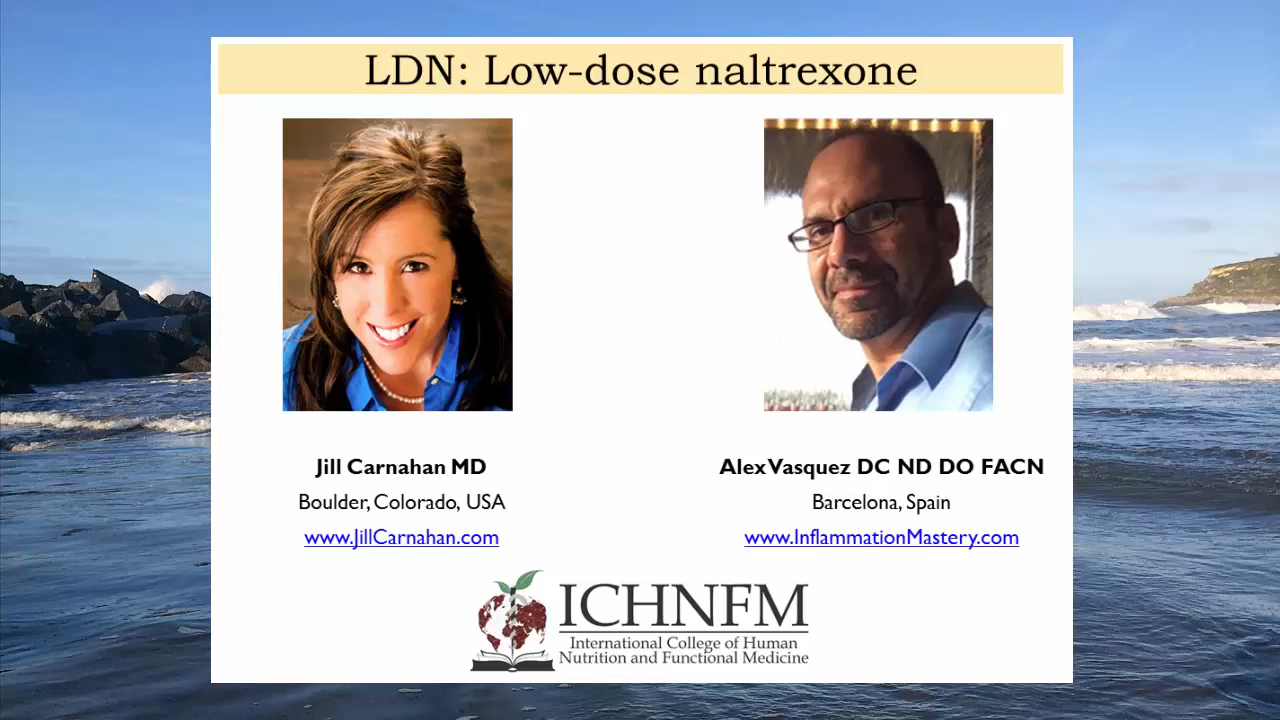 LDN: Low-dose naltrexone
Jill Carnahan MD
Boulder, Colorado, USA
www.JillCarnahan.com
Alex Vasquez DC ND DO FACN
Barcelona, Spain
www.InflammationMastery.com
ICHNFM
International College of Human
Nutrition and Functional Medicine